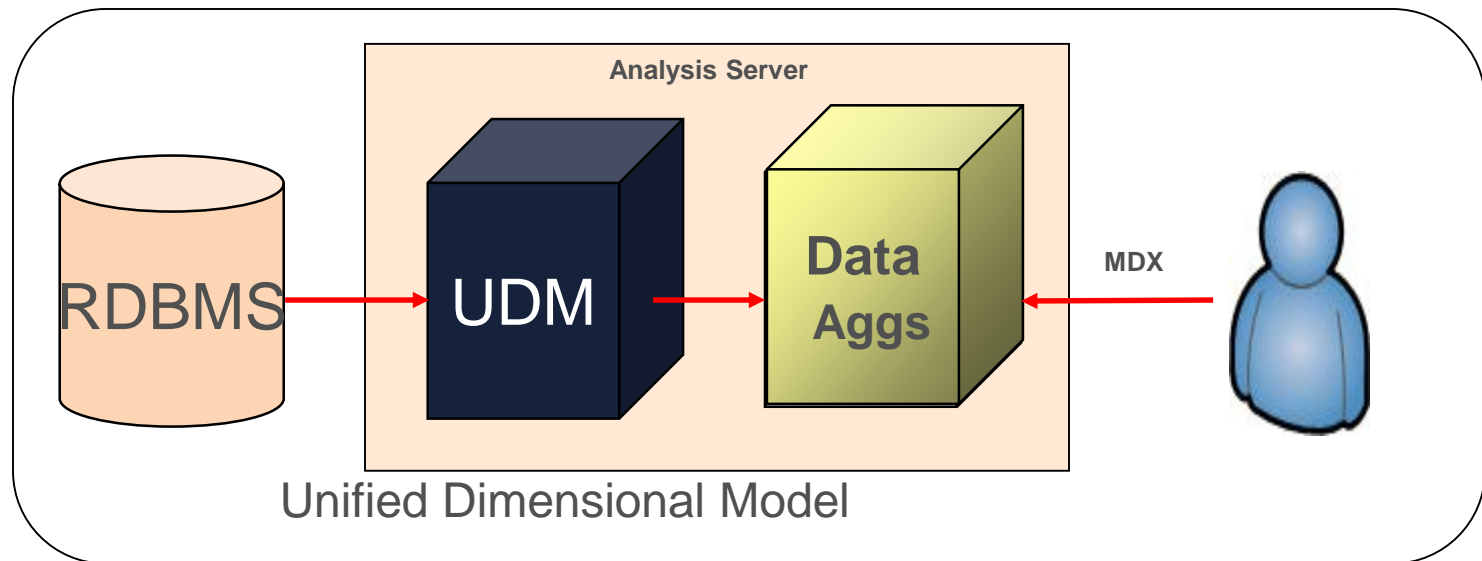 Analysis Server
RDBMS
UDM
Data
Aggs
MDX
Unified Dimensional Model